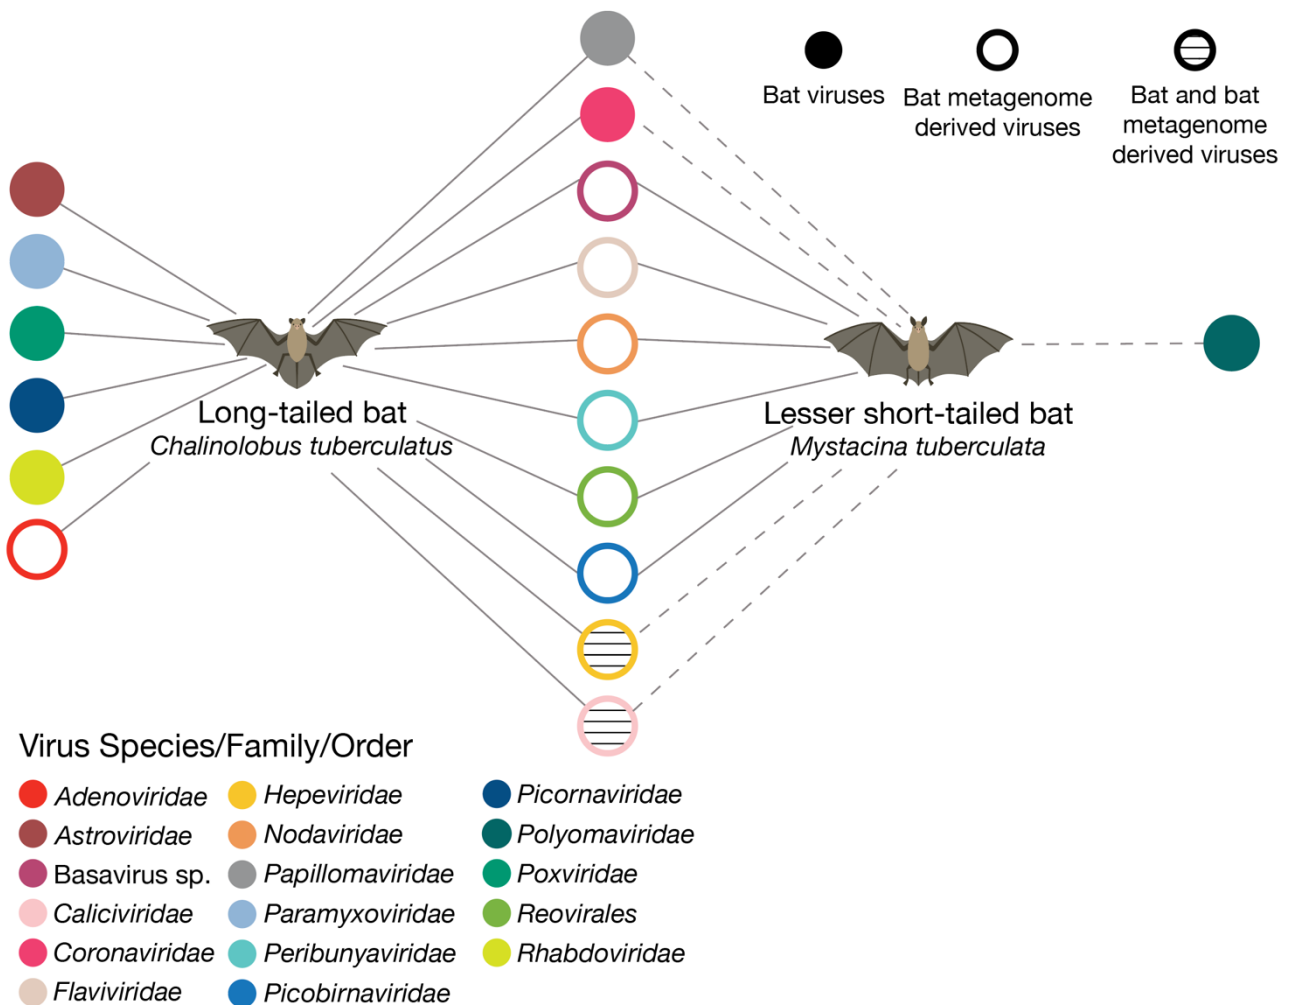 Bat viruses
Bat metagenome
derived viruses
Bat and bat
metagenome
derived viruses
Long-tailed bat
Chalinolobus tuberculatus
Lesser short-tailed bat
Mystacina tuberculata
Virus Species/Family/Order
Adenoviridae
Astroviridae
Basavirus sp.
Caliciviridae
Coronaviridae
Flaviviridae
Hepeviridae
Nodaviridae
Papillomaviridae
Paramyxoviridae
Peribunyaviridae
Picobirnaviridae
Picornaviridae
Polyomaviridae
Poxviridae
Reovirales
Rhabdoviridae